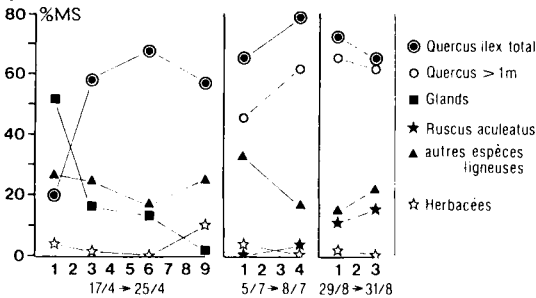 80 %MS
60
40
20
0
1 2 3 4 5 6 7 8 9
17/4 → 25/4
1 2 3 4
5/7 → 8/7
1 2 3
29/8 → 31/8
Quercus ilex total
Quercus > 1m
Glands
Ruscus aculeatus
autres espèces
ligneuses
Herbacées